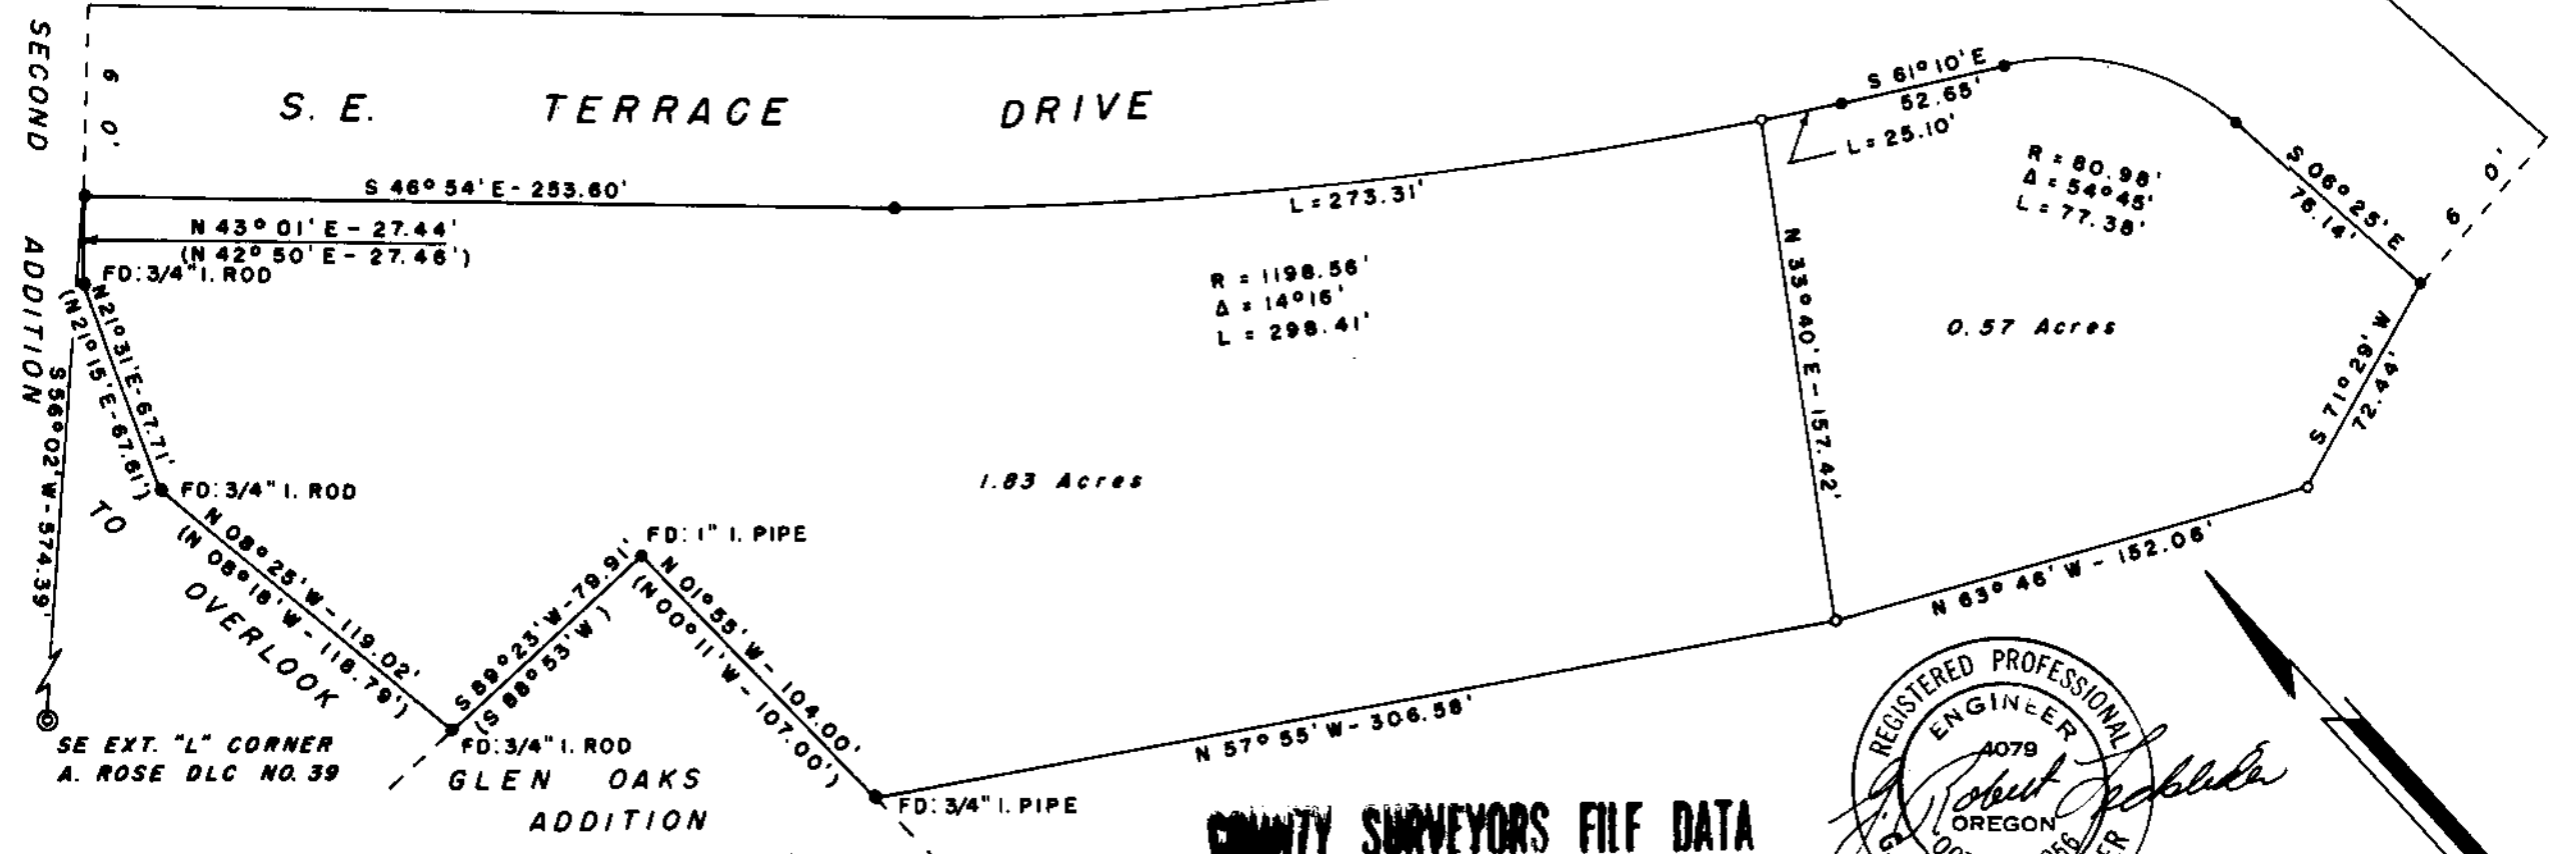 SECOND ADDITION TO OVERLOOK
60'
S. E. TERRACE DRIVE
S 46° 54' E - 253.60'
N 43° 01' E - 27.44'
(N 42° 50' E - 27.46')
FD: 3/4" I. ROD
N 21° 31' E - 67.71'
(N 21° 15' E - 67.61')
S 56° 02' W - 574.39'
FD: 3/4" I. ROD
N 08° 25' W - 119.02'
(N 08° 18' W - 118.79')
SE EXT. "L" CORNER
A. ROSE DLC NO. 39
S 89° 23' W - 79.91'
(S 88° 53' W )
FD: 3/4" I. ROD
GLEN OAKS
ADDITION
FD: 1" I. PIPE
N 01° 55' W - 104.00'
(N 00° 11' W - 107.00')
FD: 3/4" I. PIPE
L = 273.31'
R = 1198.56'
Δ = 14° 16'
L = 298.41'
1.83 Acres
N 57° 55' W - 306.58'
N 33° 40' E - 157.42'
S 61° 10' E
52.65'
L = 25.10'
R = 80.98'
Δ = 54° 45'
L = 77.38'
S 06° 25' E
76.14'
60'
0.57 Acres
S 71° 29' W
72.44'
N 63° 46' W - 152.06'
COUNTY SURVEYORS FILE DATA
REGISTERED PROFESSIONAL
ENGINEER
4079
OREGON